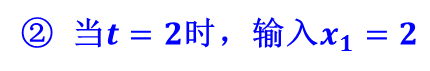 ② 当t = 2时，输入x₁ = 2